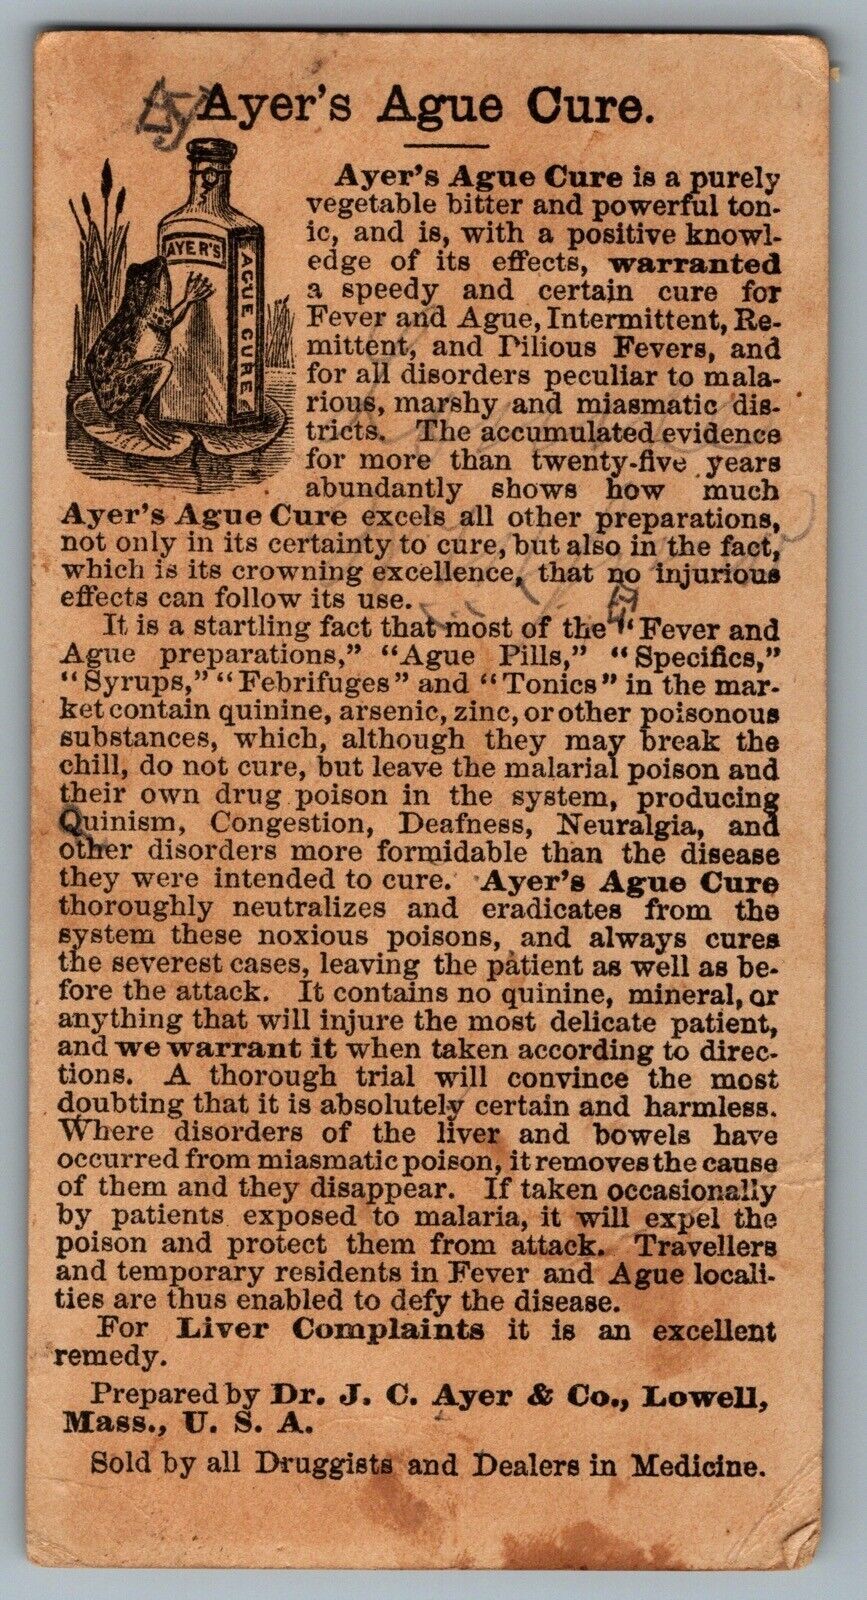 Ayer's Ague Cure.
AYER'S
AGUE CURE
Ayer's Ague Cure is a purely
vegetable bitter and powerful ton-
ic, and is, with a positive knowl-
edge of its effects, warranted
a speedy and certain cure for
Fever and Ague, Intermittent, Re-
mittent, and Bilious Fevers, and
for all disorders peculiar to mala-
rious, marshy and miasmatic dis-
tricts. The accumulated evidence
for more than twenty-five years
abundantly shows how much
Ayer's Ague Cure excels all other preparations,
not only in its certainty to cure, but also in the fact,
which is its crowning excellence, that no injurious
effects can follow its use.
It is a startling fact that most of the "Fever and
Ague preparations," "Ague Pills," "Specifics,"
"Syrups," "Febrifuges" and "Tonics" in the mar-
ket contain quinine, arsenic, zinc, or other poisonous
substances, which, although they may break the
chill, do not cure, but leave the malarial poison and
their own drug poison in the system, producing
Quinism, Congestion, Deafness, Neuralgia, and
other disorders more formidable than the disease
they were intended to cure. Ayer's Ague Cure
thoroughly neutralizes and eradicates from the
system these noxious poisons, and always cures
the severest cases, leaving the patient as well as be-
fore the attack. It contains no quinine, mineral, or
anything that will injure the most delicate patient,
and we warrant it when taken according to direc-
tions. A thorough trial will convince the most
doubting that it is absolutely certain and harmless.
Where disorders of the liver and bowels have
occurred from miasmatic poison, it removes the cause
of them and they disappear. If taken occasionally
by patients exposed to malaria, it will expel the
poison and protect them from attack. Travellers
and temporary residents in Fever and Ague locali-
ties are thus enabled to defy the disease.
For Liver Complaints it is an excellent
remedy.
Prepared by Dr. J. C. Ayer & Co., Lowell,
Mass., U. S. A.
Sold by all Druggists and Dealers in Medicine.